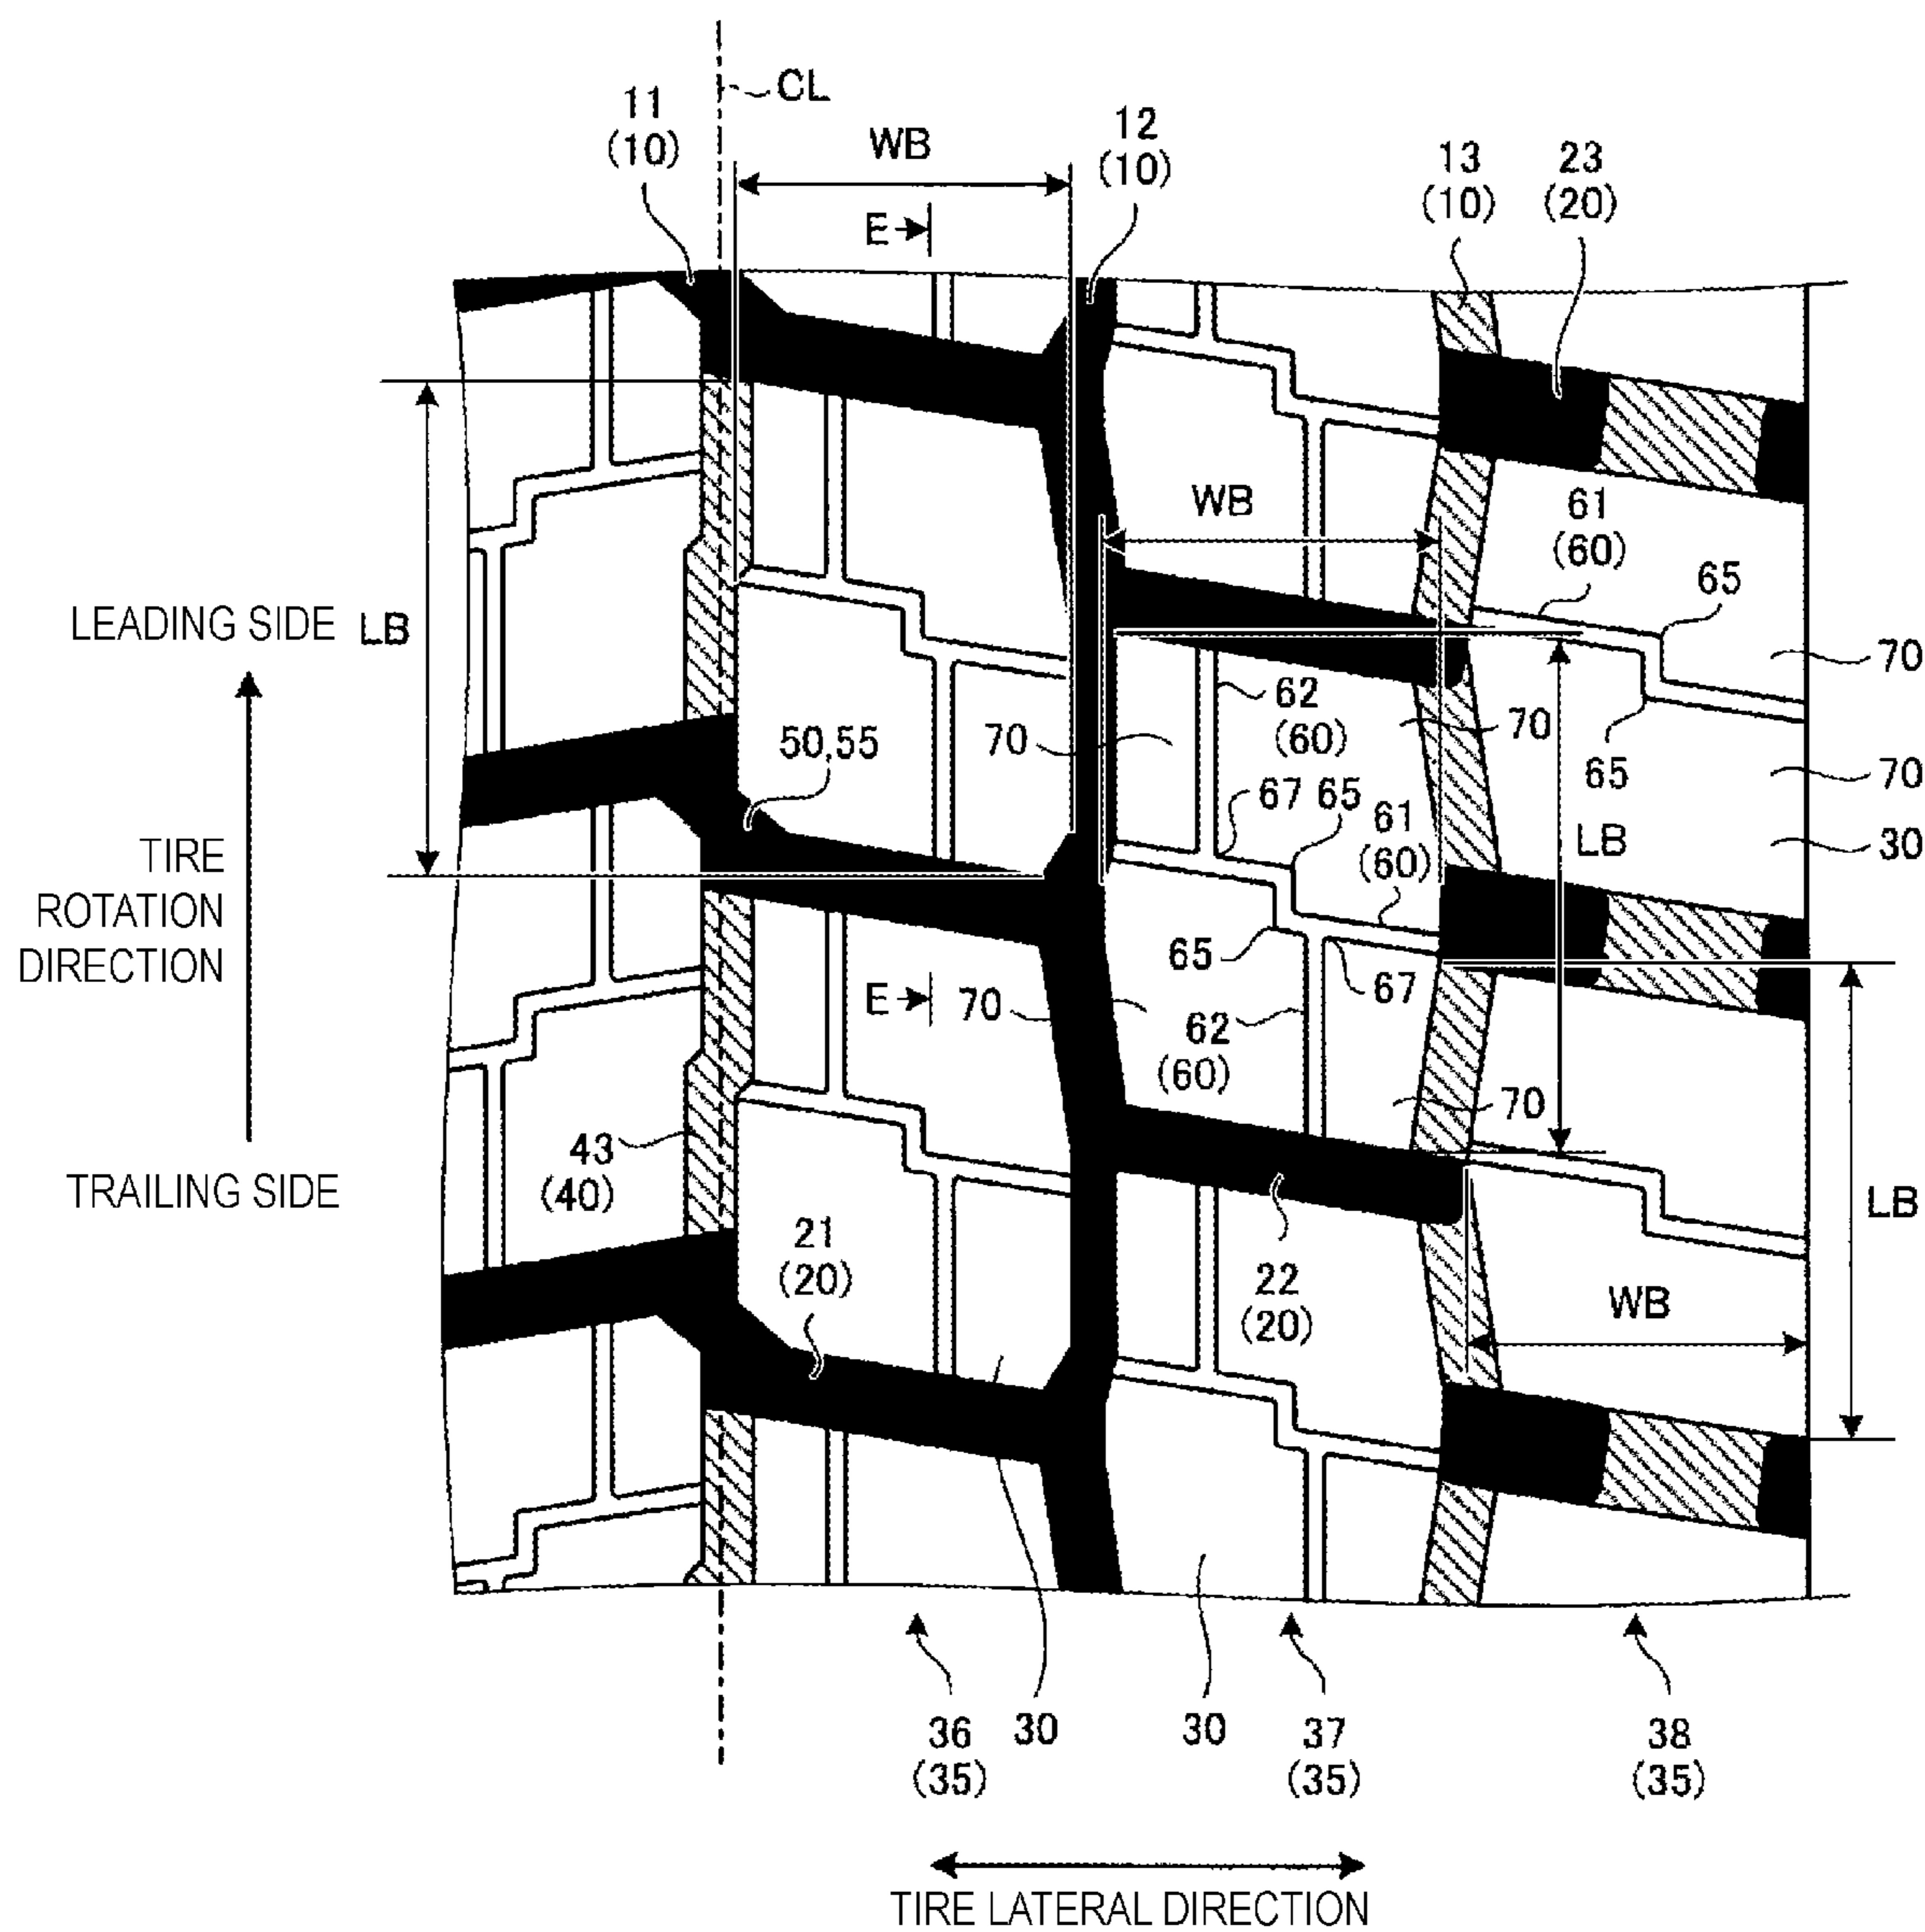 CL
11
(10)
WB
12
(10)
13
(10)
23
(20)
E
WB
61
(60)
65
LEADING SIDE
LB
70
62
(60)
70
50,55
70
65
70
67
65
61
(60)
LB
30
TIRE
ROTATION
DIRECTION
65
67
E
70
62
(60)
70
43
(40)
TRAILING SIDE
LB
21
(20)
22
(20)
WB
36
(35)
30
30
37
(35)
38
(35)
TIRE LATERAL DIRECTION